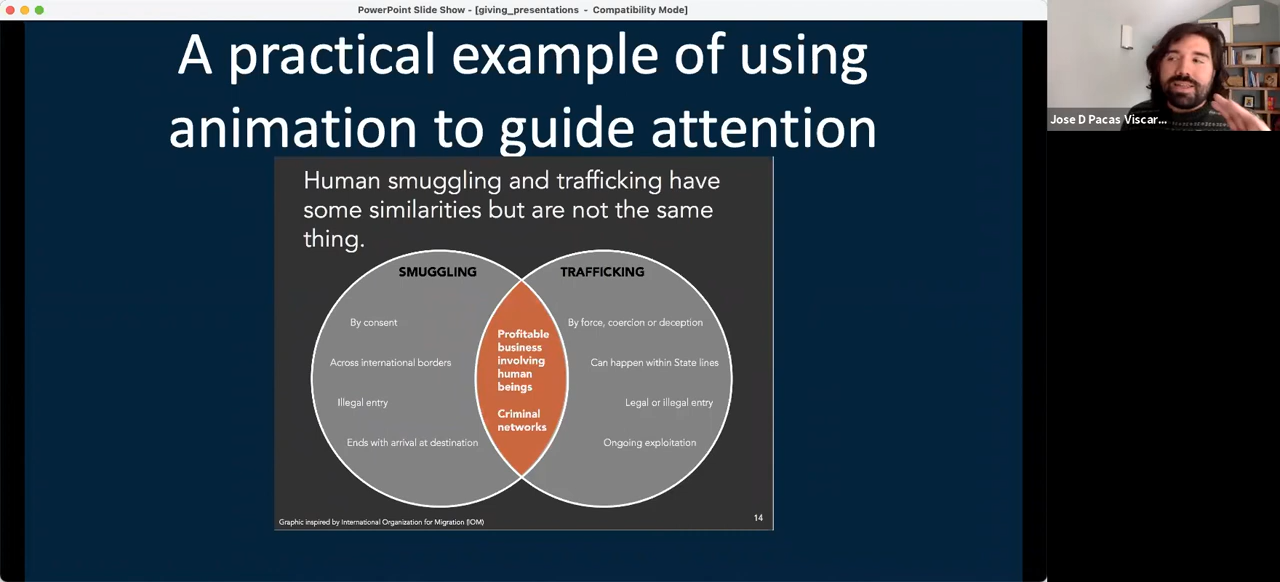 PowerPoint Slide Show - [giving_presentations - Compatibility Mode]
A practical example of using
animation to guide attention
Human smuggling and trafficking have
some similarities but are not the same
thing.
SMUGGLING
By consent
Across international borders
Illegal entry
Ends with arrival at destination
Profitable
business
involving
human
beings
Criminal
networks
TRAFFICKING
By force, coercion or deception
Can happen within State lines
Legal or illegal entry
Ongoing exploitation
Graphic inspired by International Organization for Migration (IOM)
14
Jose D Pacas Viscar...